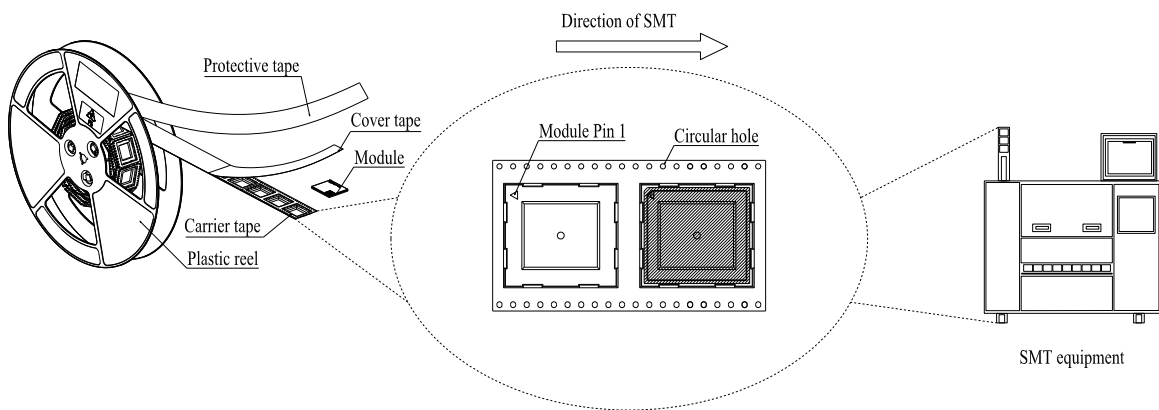 Direction of SMT
Protective tape
Cover tape
Module
Carrier tape
Plastic reel
Module Pin 1
Circular hole
SMT equipment